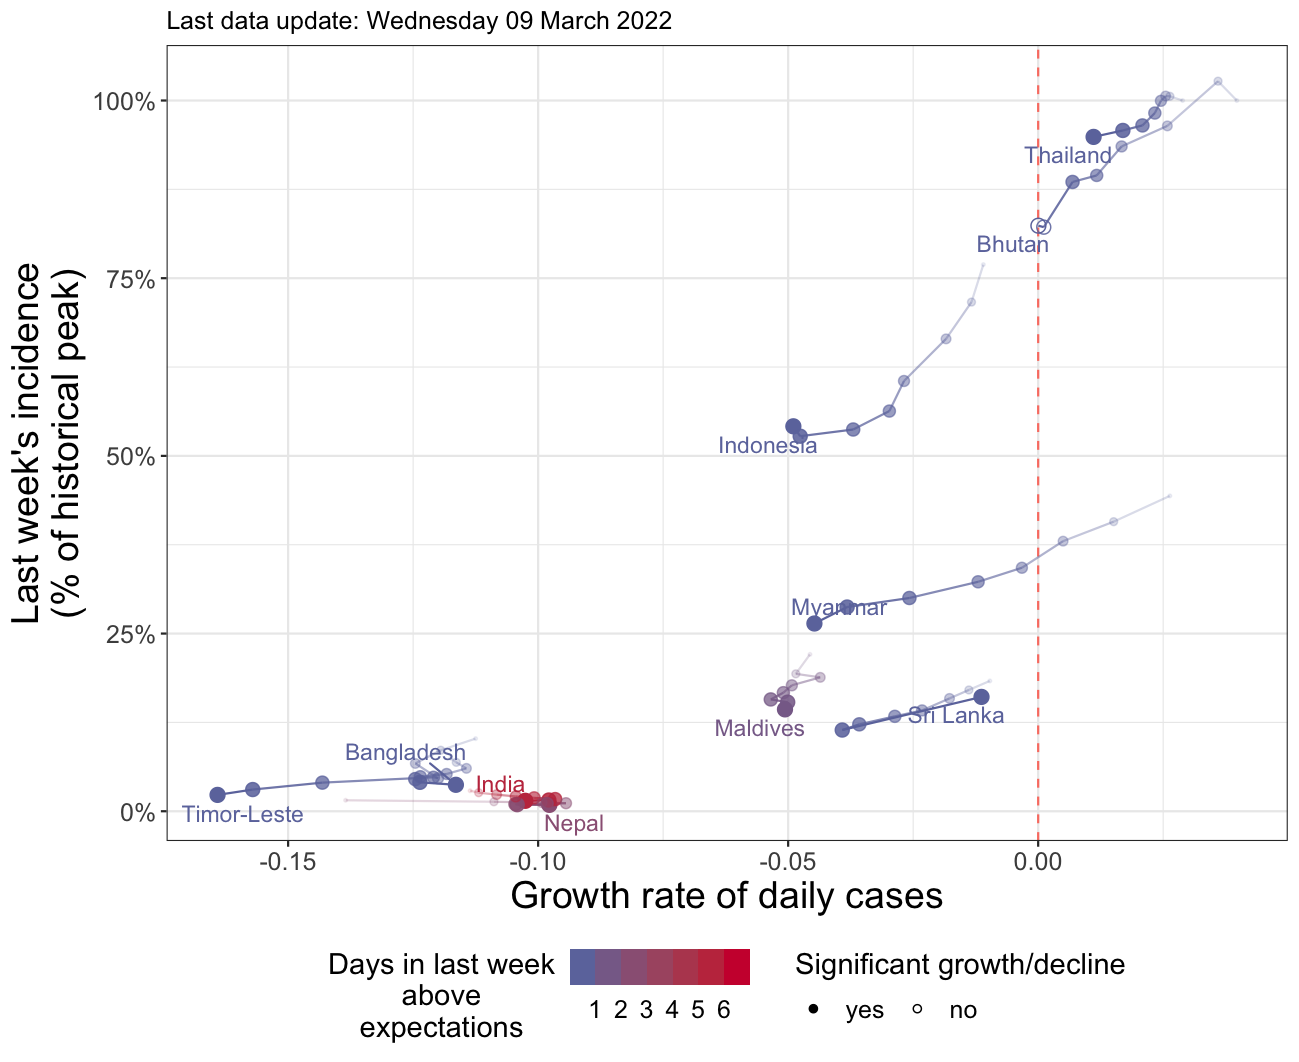 Last data update: Wednesday 09 March 2022
Last week's incidence
(% of historical peak)
100%
75%
50%
25%
0%
Thailand
Bhutan
Indonesia
Myanmar
Maldives
Sri Lanka
Bangladesh
India
Timor-Leste
Nepal
-0.15
-0.10
-0.05
0.00
Growth rate of daily cases
Days in last week
above
expectations
1 2 3 4 5 6
Significant growth/decline
yes no